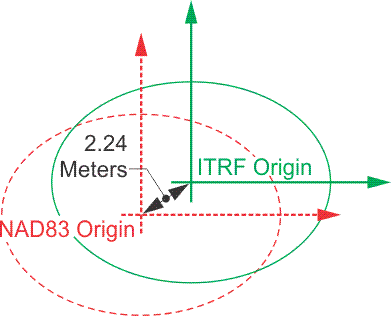 2.24
Meters
ITRF Origin
NAD83 Origin